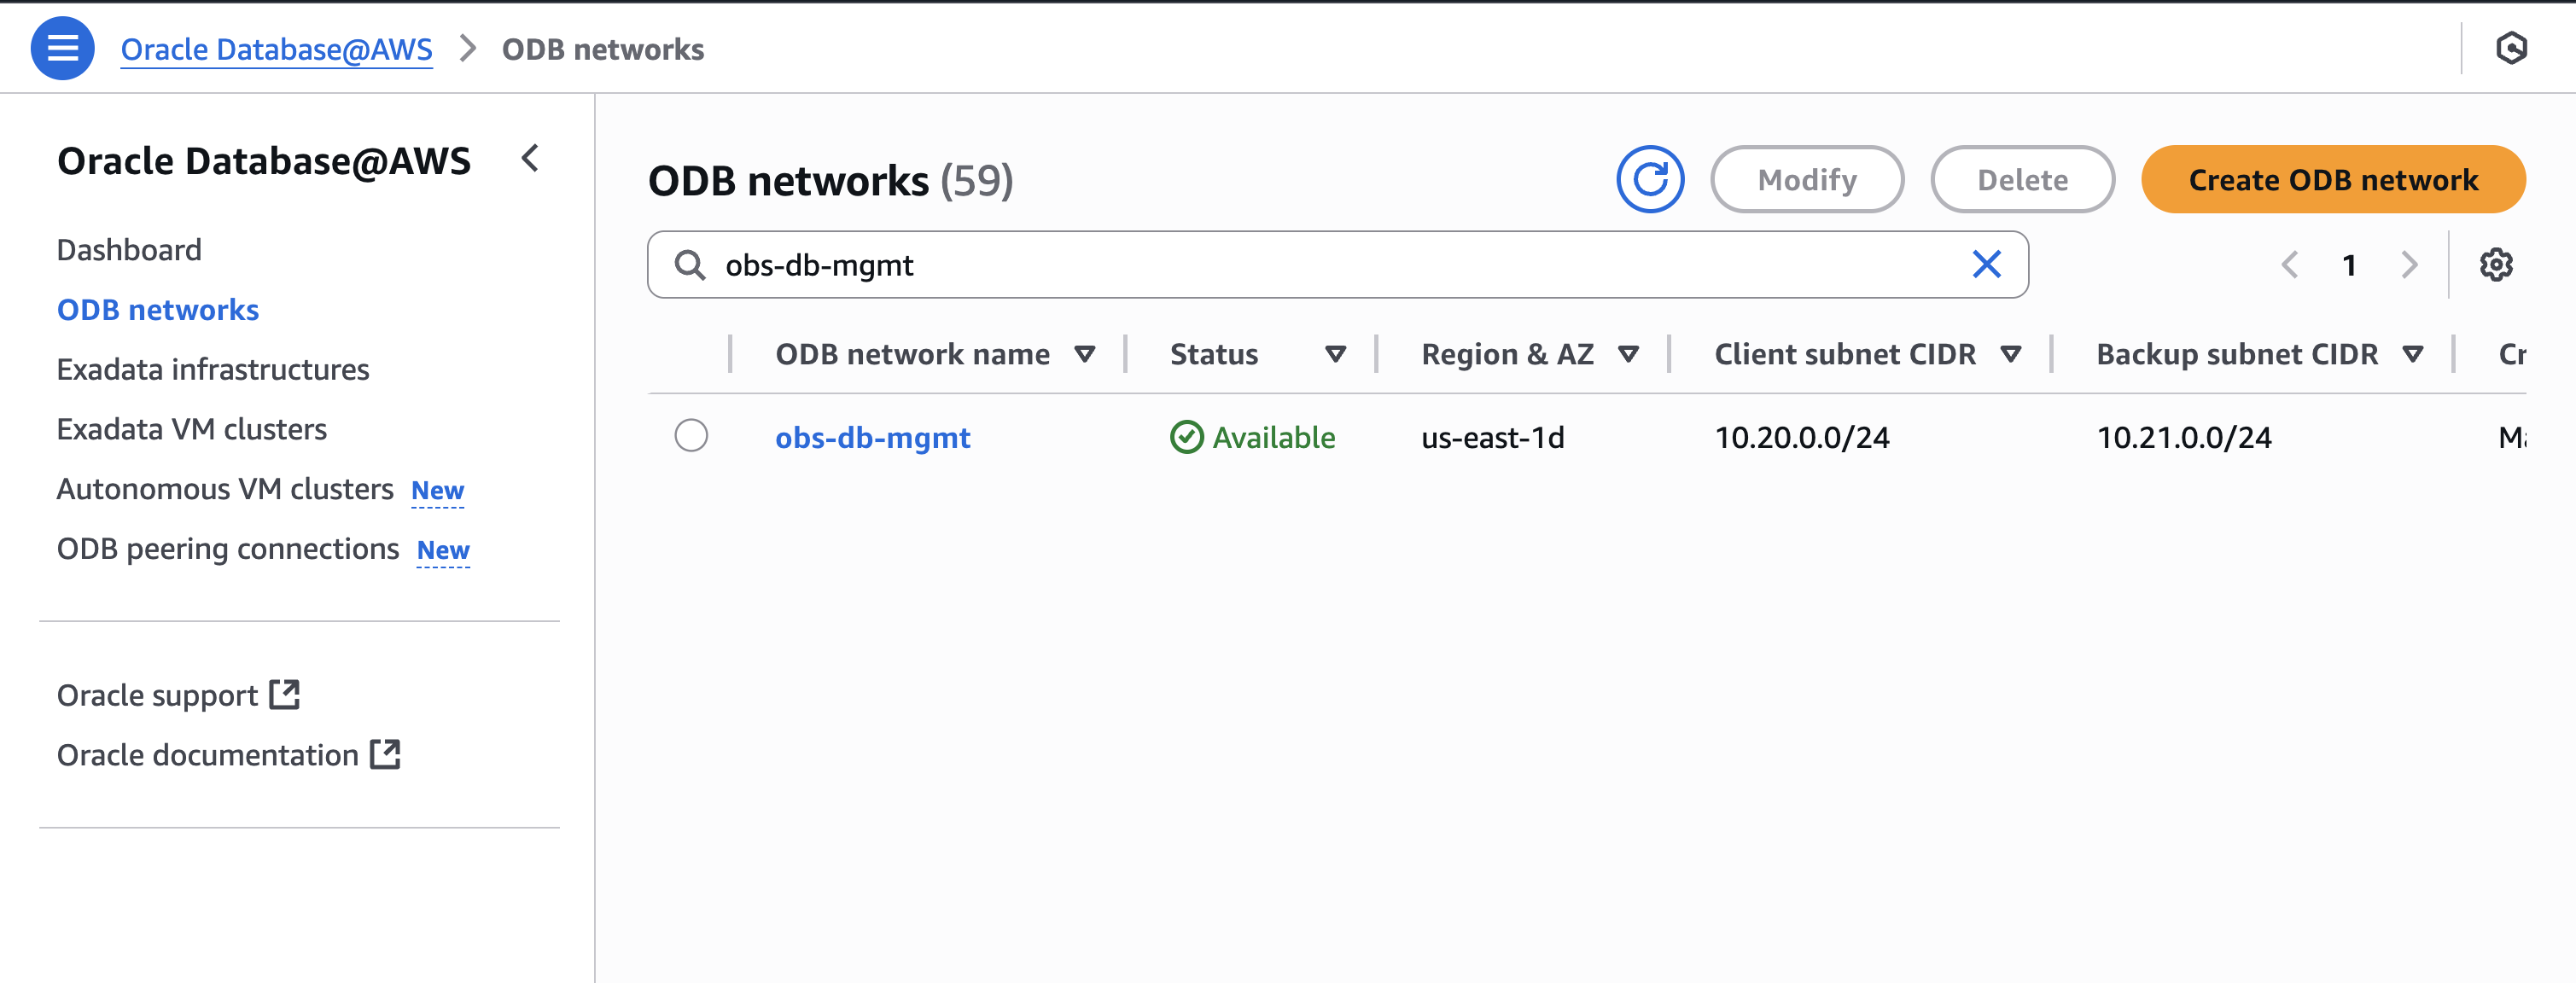 Oracle Database@AWS > ODB networks
Oracle Database@AWS
Dashboard
ODB networks
Exadata infrastructures
Exadata VM clusters
Autonomous VM clusters New
ODB peering connections New
Oracle support
Oracle documentation
ODB networks (59)
Modify
Delete
Create ODB network
obs-db-mgmt
1
ODB network name Status Region & AZ Client subnet CIDR Backup subnet CIDR Cr
obs-db-mgmt Available us-east-1d 10.20.0.0/24 10.21.0.0/24